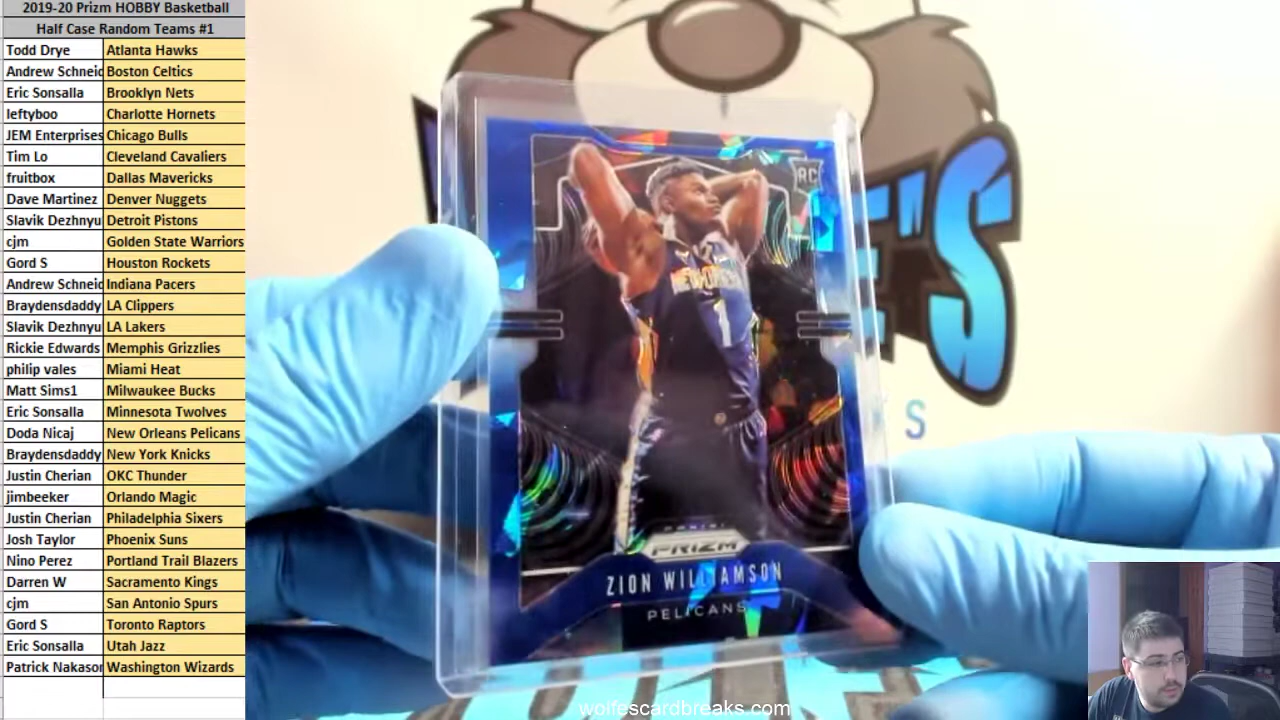 2019-20 Prizm HOBBY Basketball
Half Case Random Teams #1
Todd Drye Atlanta Hawks
Andrew Schneid Boston Celtics
Eric Sonsalla Brooklyn Nets
leftyboo Charlotte Hornets
JEM Enterprises Chicago Bulls
Tim Lo Cleveland Cavaliers
fruitbox Dallas Mavericks
Dave Martinez Denver Nuggets
Slavik Dezhnyu Detroit Pistons
cjm Golden State Warriors
Gord S Houston Rockets
Andrew Schneid Indiana Pacers
Braydensdaddy LA Clippers
Slavik Dezhnyu LA Lakers
Rickie Edwards Memphis Grizzlies
philip vales Miami Heat
Matt Sims1 Milwaukee Bucks
Eric Sonsalla Minnesota Twolves
Doda Nicaj New Orleans Pelicans
Braydensdaddy New York Knicks
Justin Cherian OKC Thunder
jimbeeker Orlando Magic
Justin Cherian Philadelphia Sixers
Josh Taylor Phoenix Suns
Nino Perez Portland Trail Blazers
Darren W Sacramento Kings
cjm San Antonio Spurs
Gord S Toronto Raptors
Eric Sonsalla Utah Jazz
Patrick Nakason Washington Wizards
RC
NEW ORLEANS
1
PANINI
PRIZM
ZION WILLIAMSON
PELICANS
E'S
S
wolfescardbreaks.com